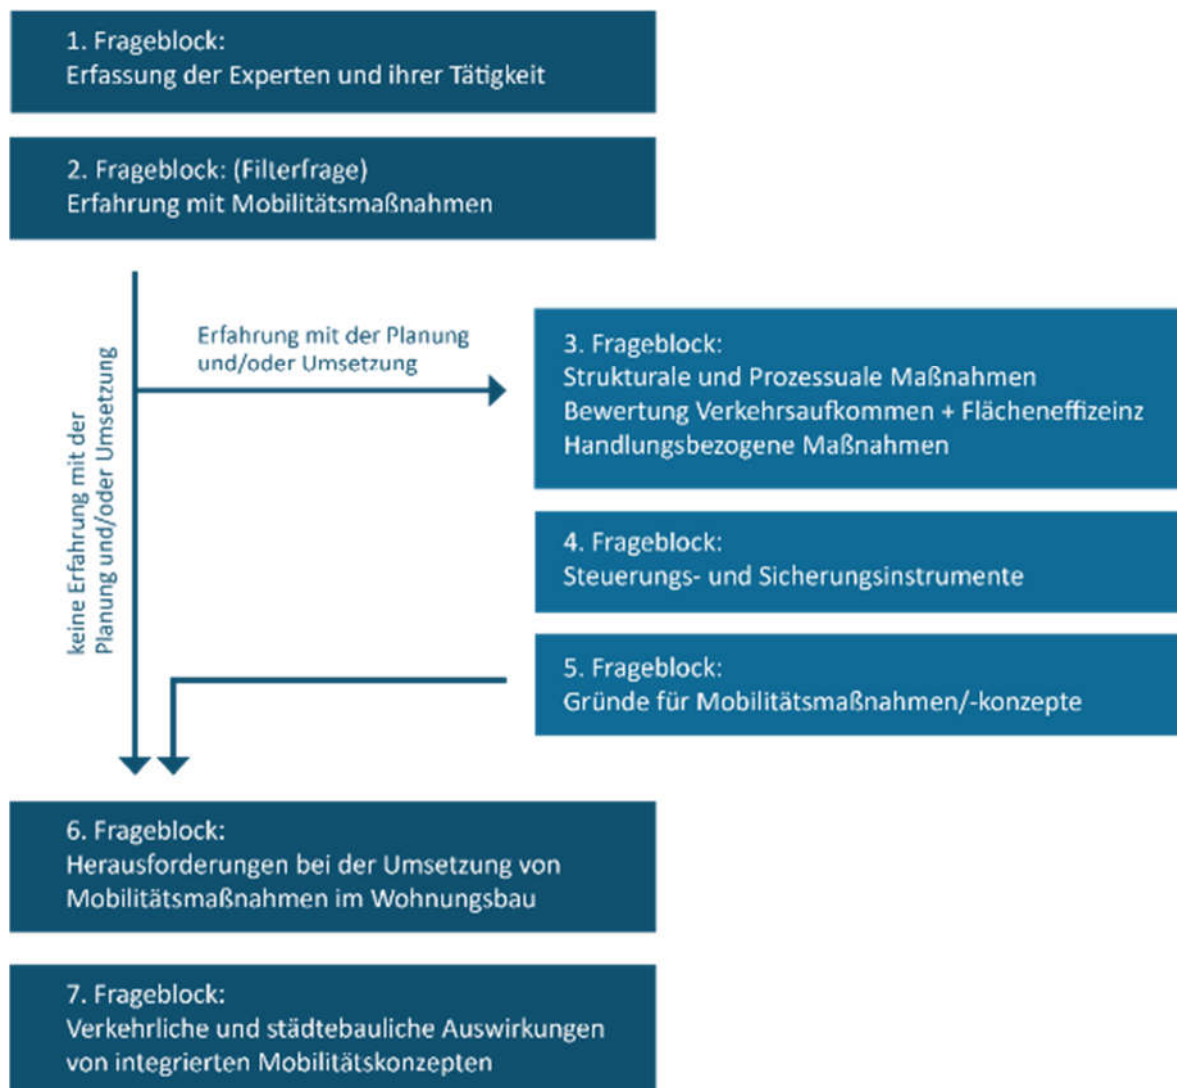 1. Frageblock:
Erfassung der Experten und ihrer Tätigkeit
2. Frageblock: (Filterfrage)
Erfahrung mit Mobilitätsmaßnahmen
keine Erfahrung mit der
Planung und/oder Umsetzung
Erfahrung mit der Planung
und/oder Umsetzung
3. Frageblock:
Strukturale und Prozessuale Maßnahmen
Bewertung Verkehrsaufkommen + Flächeneffizeinz
Handlungsbezogene Maßnahmen
4. Frageblock:
Steuerungs- und Sicherungsinstrumente
5. Frageblock:
Gründe für Mobilitätsmaßnahmen/-konzepte
6. Frageblock:
Herausforderungen bei der Umsetzung von
Mobilitätsmaßnahmen im Wohnungsbau
7. Frageblock:
Verkehrliche und städtebauliche Auswirkungen
von integrierten Mobilitätskonzepten